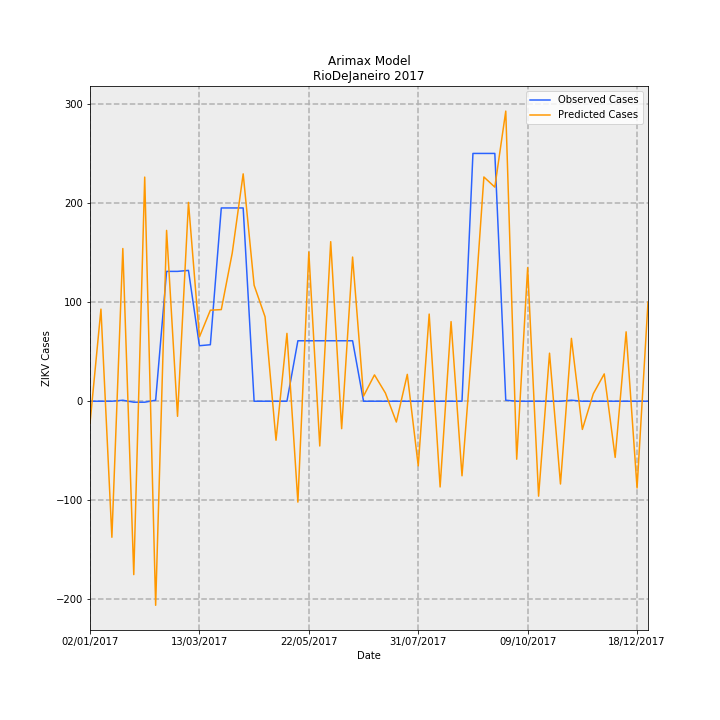 Arimax Model
RioDeJaneiro 2017
Observed Cases
Predicted Cases
300
200
100
0
−100
−200
ZIKV Cases
02/01/2017 13/03/2017 22/05/2017 31/07/2017 09/10/2017 18/12/2017
Date